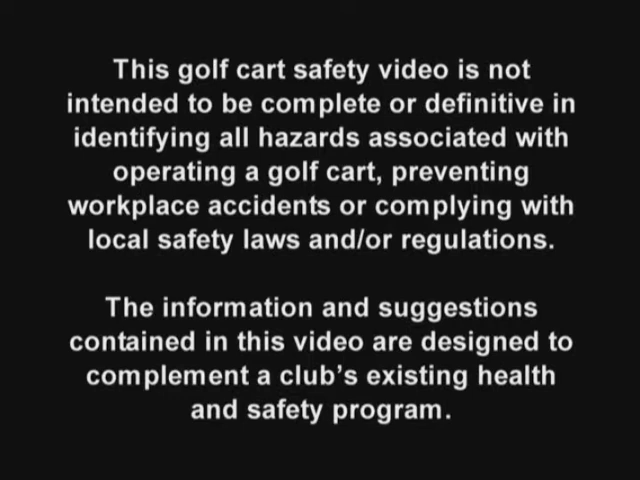 This golf cart safety video is not
intended to be complete or definitive in
identifying all hazards associated with
operating a golf cart, preventing
workplace accidents or complying with
local safety laws and/or regulations.
The information and suggestions
contained in this video are designed to
complement a club's existing health
and safety program.